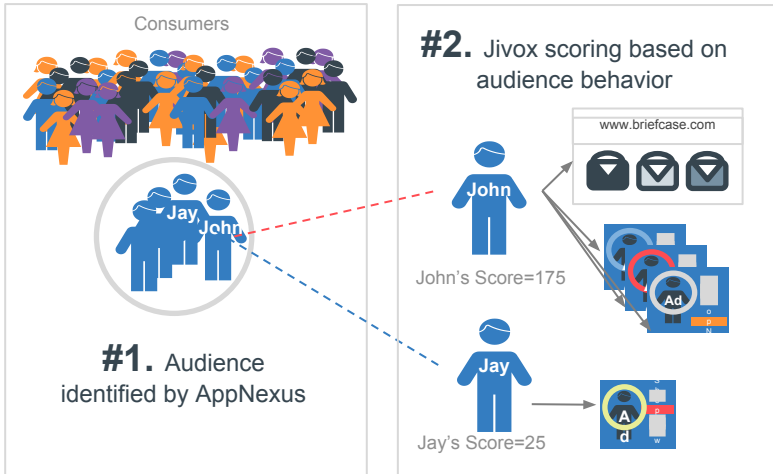 Consumers
Jay
John
#1. Audience
identified by AppNexus
#2. Jivox scoring based on
audience behavior
www.briefcase.com
John
John's Score=175
Ad
o
p
N
Jay
Jay's Score=25
A
d
p
w